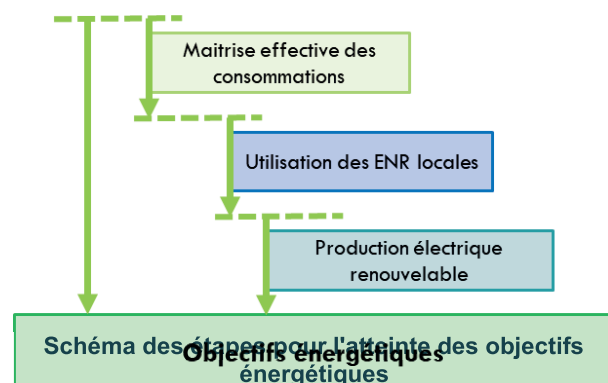 Maitrise effective des
consommations
Utilisation des ENR locales
Production électrique
renouvelable
Schéma des étapes pour l'atteinte des objectifs
énergétiques
Objectifs énergétiques